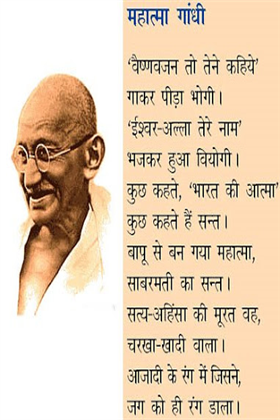 महात्मा गांधी
‘वैष्णवजन तो तेने कहिये’
गाकर पीड़ा भोगी।
‘ईश्वर-अल्ला तेरे नाम’
भजकर हुआ वियोगी।
कुछ कहते, ‘भारत की आत्मा’
कुछ कहते हैं सन्त।
बापू से बन गया महात्मा,
साबरमती का सन्त।
सत्य-अहिंसा की मूरत वह,
चरखा-खादी वाला।
आजादी के रंग में जिसने,
जग को ही रंग डाला।